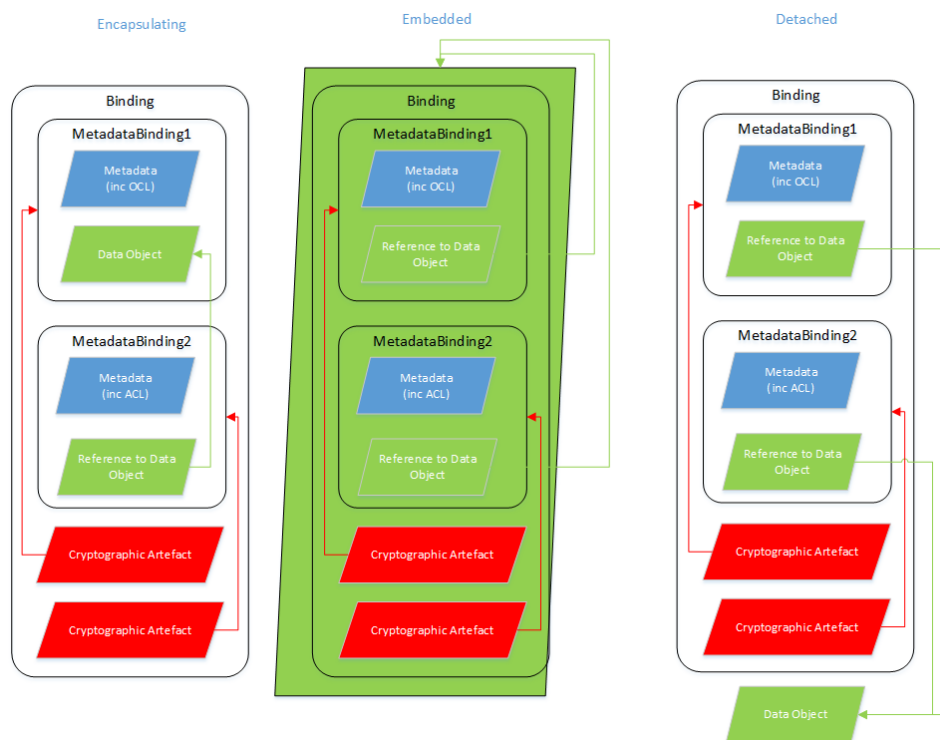 Encapsulating
Binding
MetadataBinding1
Metadata
(inc OCL)
Data Object
MetadataBinding2
Metadata
(inc ACL)
Reference to Data
Object
Cryptographic Artefact
Cryptographic Artefact
Embedded
Binding
MetadataBinding1
Metadata
(inc OCL)
Reference to Data
Object
MetadataBinding2
Metadata
(inc ACL)
Reference to Data
Object
Cryptographic Artefact
Cryptographic Artefact
Detached
Binding
MetadataBinding1
Metadata
(inc OCL)
Reference to Data
Object
MetadataBinding2
Metadata
(inc ACL)
Reference to Data
Object
Cryptographic Artefact
Cryptographic Artefact
Data Object